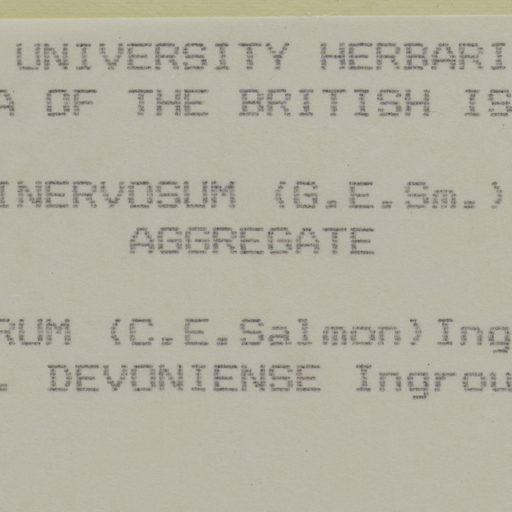 UNIVERSITY HERBARI
A OF THE BRITISH IS
INERVOSUM (G.E.Sm.)
AGGREGATE
RUM (C.E.Salmon)Ing
. DEVONIENSE Ingrou